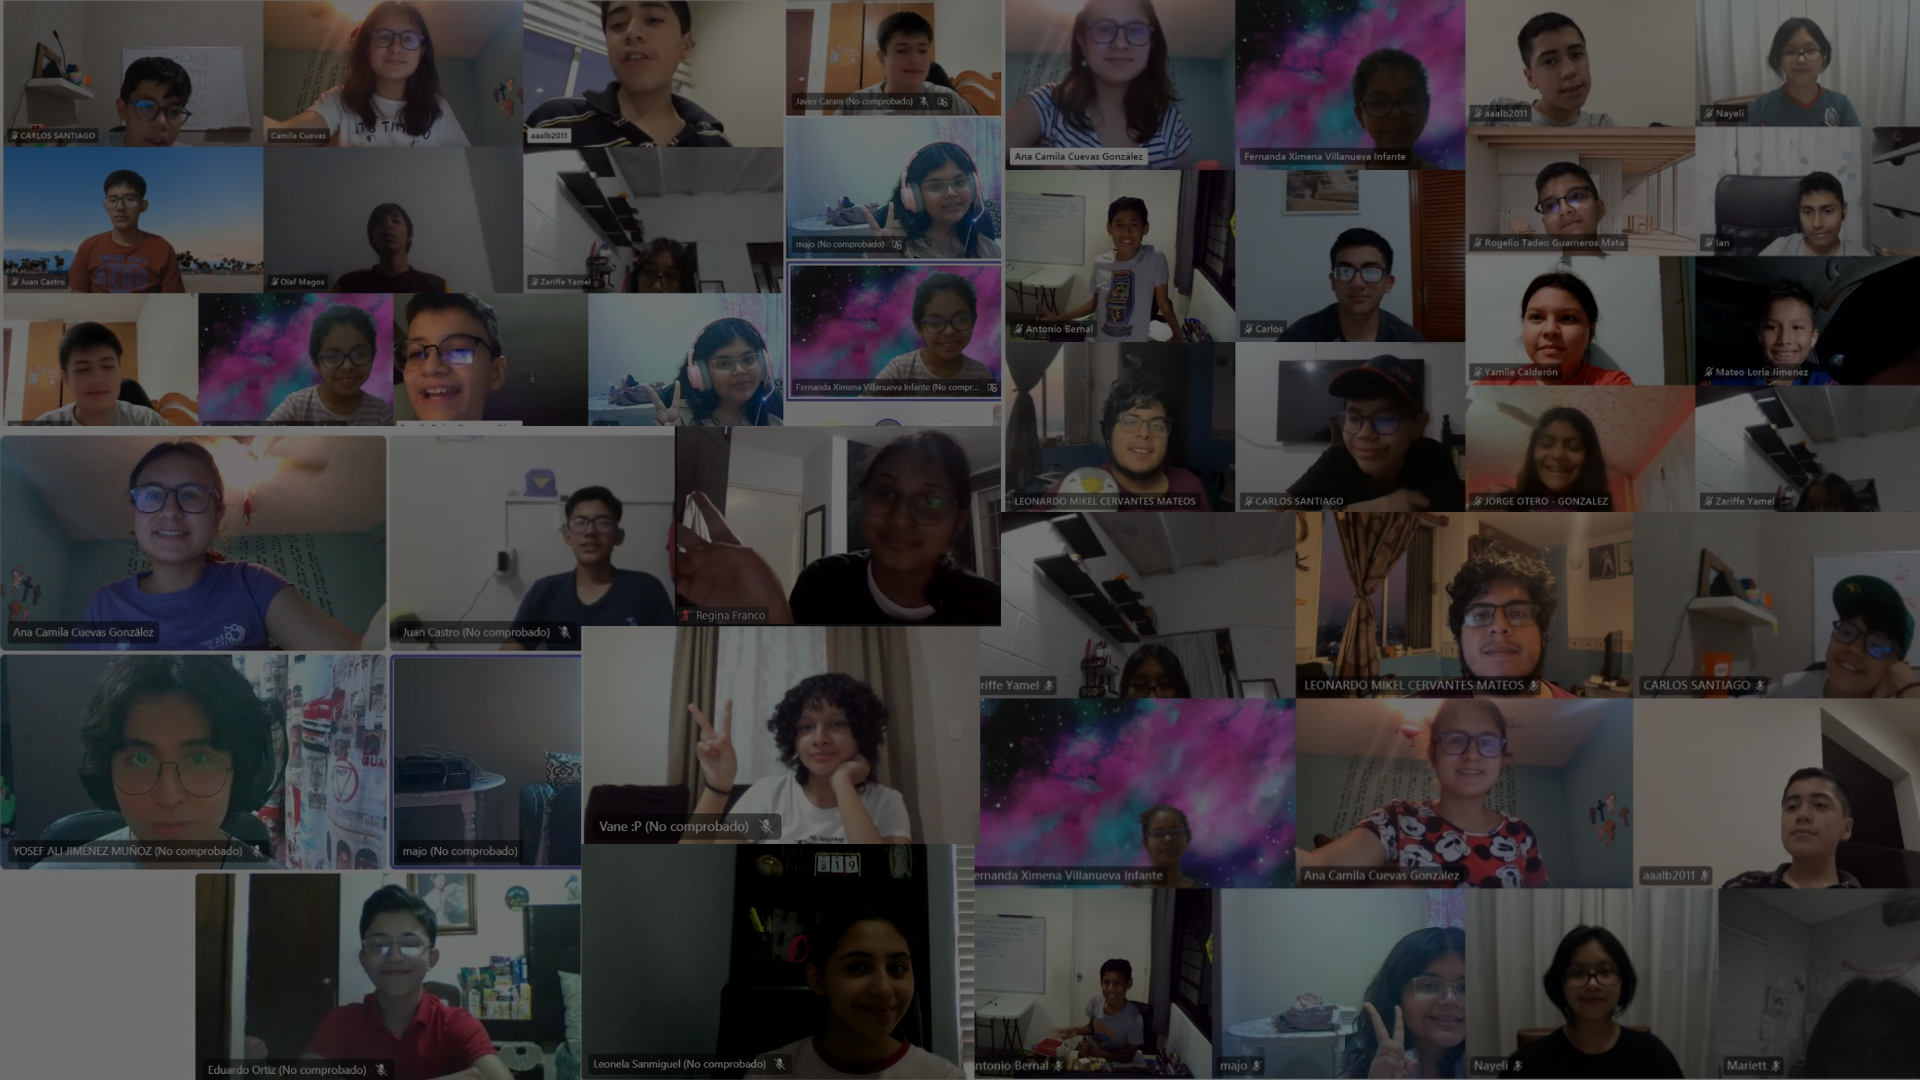 CARLOS SANTIAGO
Camila Cuevas
aaalb2011
Javier Caram (No comprobado)
Juan Castro
Olaf Magos
Zariffe Yamel
majo (No comprobado)
Fernanda Ximena Villanueva Infante (No compr...
Ana Camila Cuevas González
Fernanda Ximena Villanueva Infante
aaalb2011
Nayeli
Rogelio Tadeo Guarneros Mata
Ian
Antonio Bernal
Carlos
Yamile Calderón
Mateo Loria Jimenez
LEONARDO MIKEL CERVANTES MATEOS
CARLOS SANTIAGO
JORGE OTERO - GONZALEZ
Zariffe Yamel
Ana Camila Cuevas González
Juan Castro (No comprobado)
Regina Franco
YOSEF ALI JIMÉNEZ MUÑOZ (No comprobado)
majo (No comprobado)
Vane :P (No comprobado)
Eduardo Ortiz (No comprobado)
Leonela Sanmiguel (No comprobado)
riffe Yamel
LEONARDO MIKEL CERVANTES MATEOS
CARLOS SANTIAGO
ernanda Ximena Villanueva Infante
Ana Camila Cuevas González
aaalb2011
ntonio Bernal
majo
Nayeli
Mariett